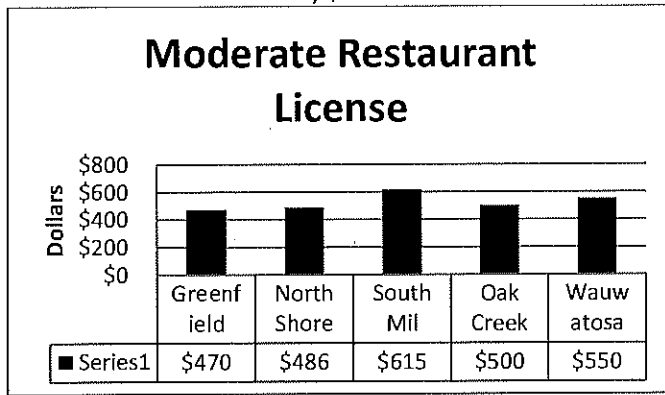 Moderate Restaurant
License
Dollars
$800
$600
$400
$200
$0
Greenf
ield
North
Shore
South
Mil
Oak
Creek
Wauw
atosa
Series1 $470 $486 $615 $500 $550